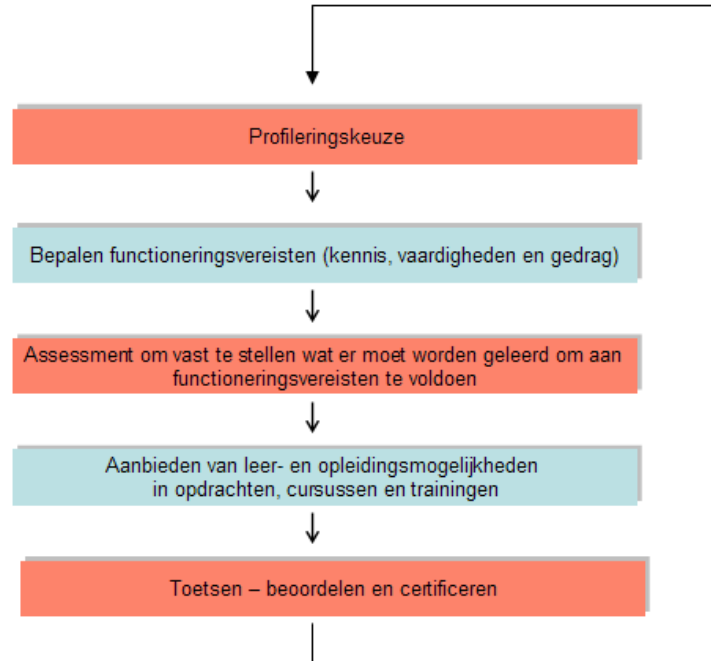 Profileringskeuze
Bepalen functioneringsvereisten (kennis, vaardigheden en gedrag)
Assessment om vast te stellen wat er moet worden geleerd om aan
functioneringsvereisten te voldoen
Aanbieden van leer- en opleidingsmogelijkheden
in opdrachten, cursussen en trainingen
Toetsen – beoordelen en certificeren